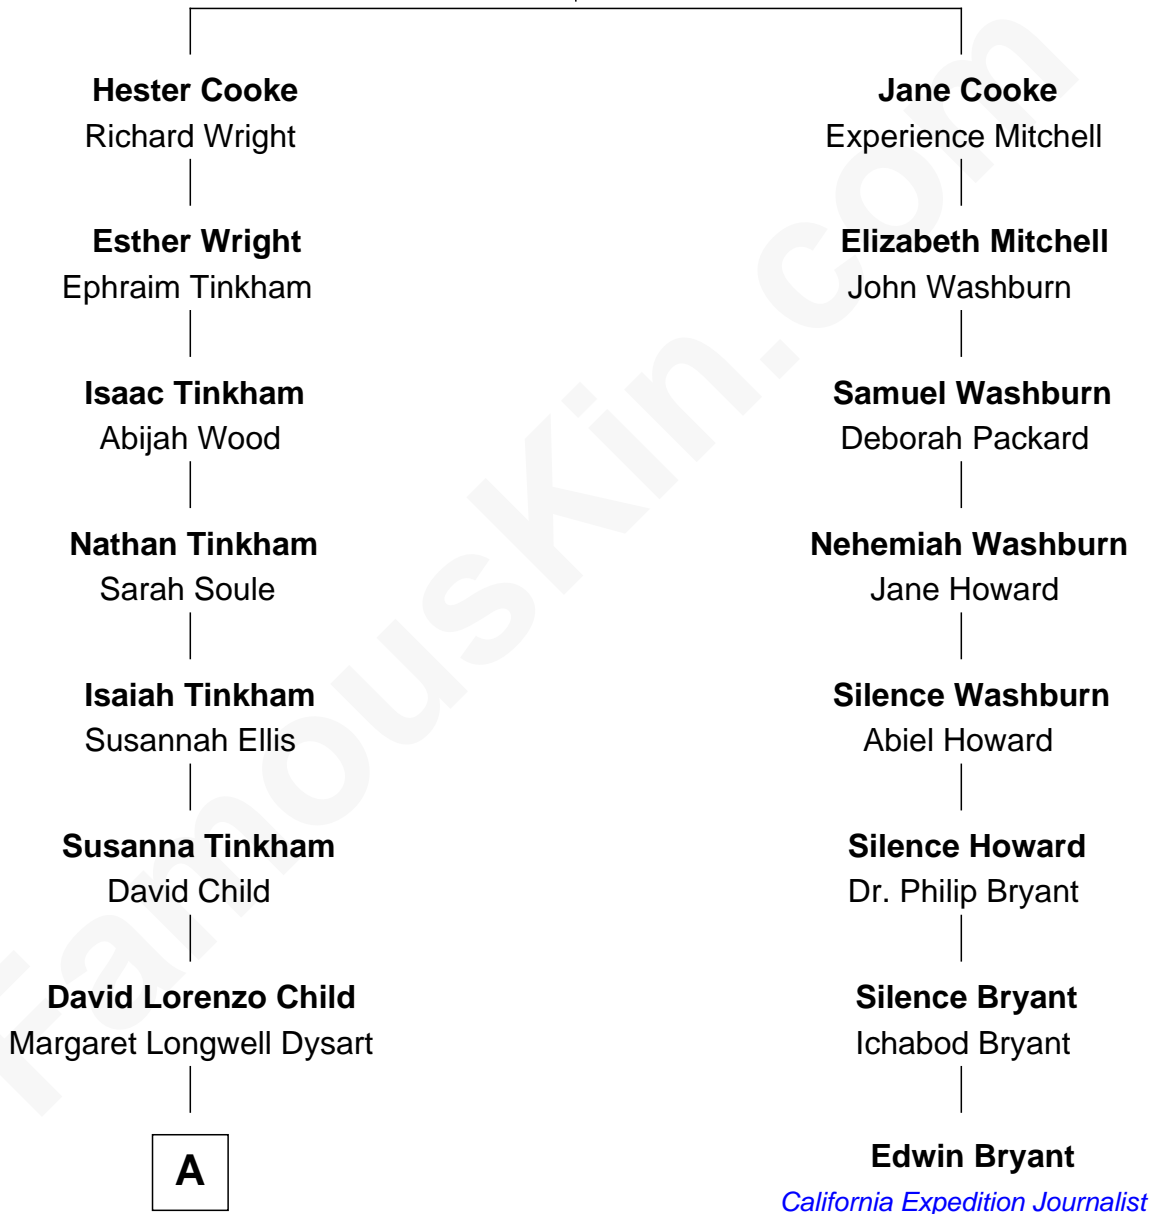 Hester Cooke
Richard Wright
Esther Wright
Ephraim Tinkham
Isaac Tinkham
Abijah Wood
Nathan Tinkham
Sarah Soule
Isaiah Tinkham
Susannah Ellis
Susanna Tinkham
David Child
David Lorenzo Child
Margaret Longwell Dysart
A
Jane Cooke
Experience Mitchell
Elizabeth Mitchell
John Washburn
Samuel Washburn
Deborah Packard
Nehemiah Washburn
Jane Howard
Silence Washburn
Abiel Howard
Silence Howard
Dr. Philip Bryant
Silence Bryant
Ichabod Bryant
Edwin Bryant
California Expedition Journalist
FamousKin.com